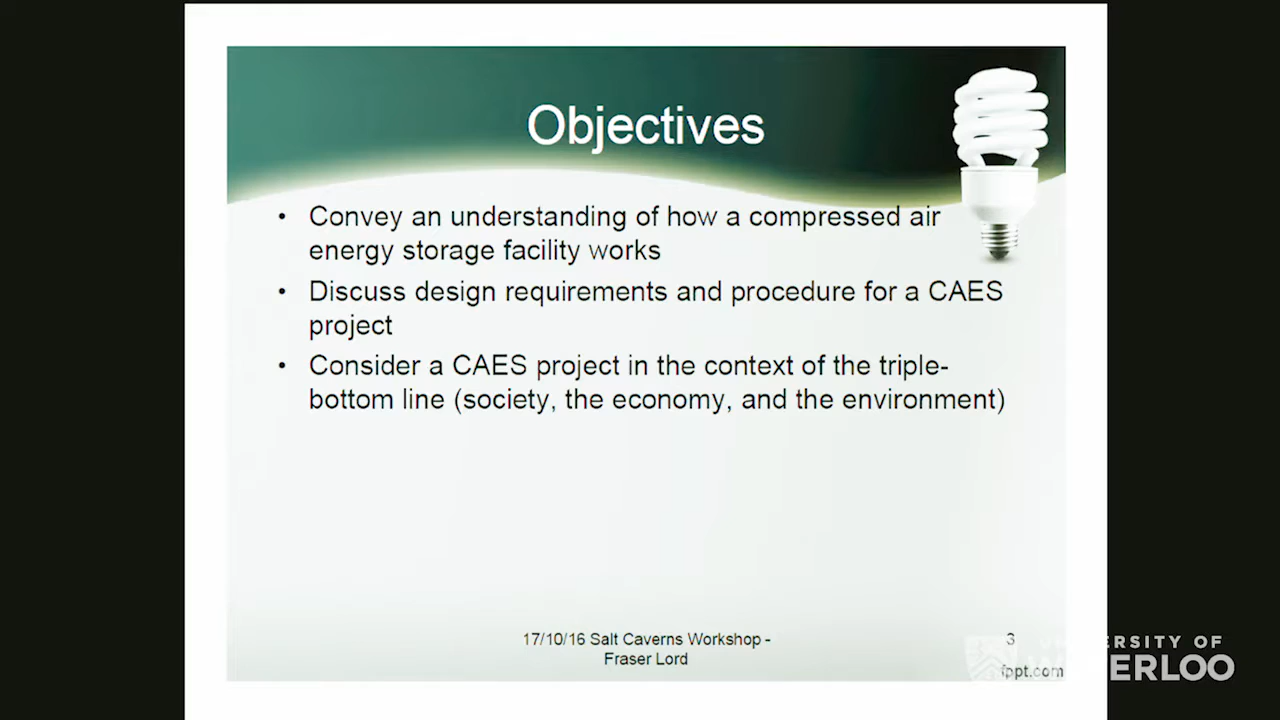 Objectives
• Convey an understanding of how a compressed air
energy storage facility works
• Discuss design requirements and procedure for a CAES
project
• Consider a CAES project in the context of the triple-
bottom line (society, the economy, and the environment)
17/10/16 Salt Caverns Workshop -
Fraser Lord
3
UNIVERSITY OF
WATERLOO
fppt.com